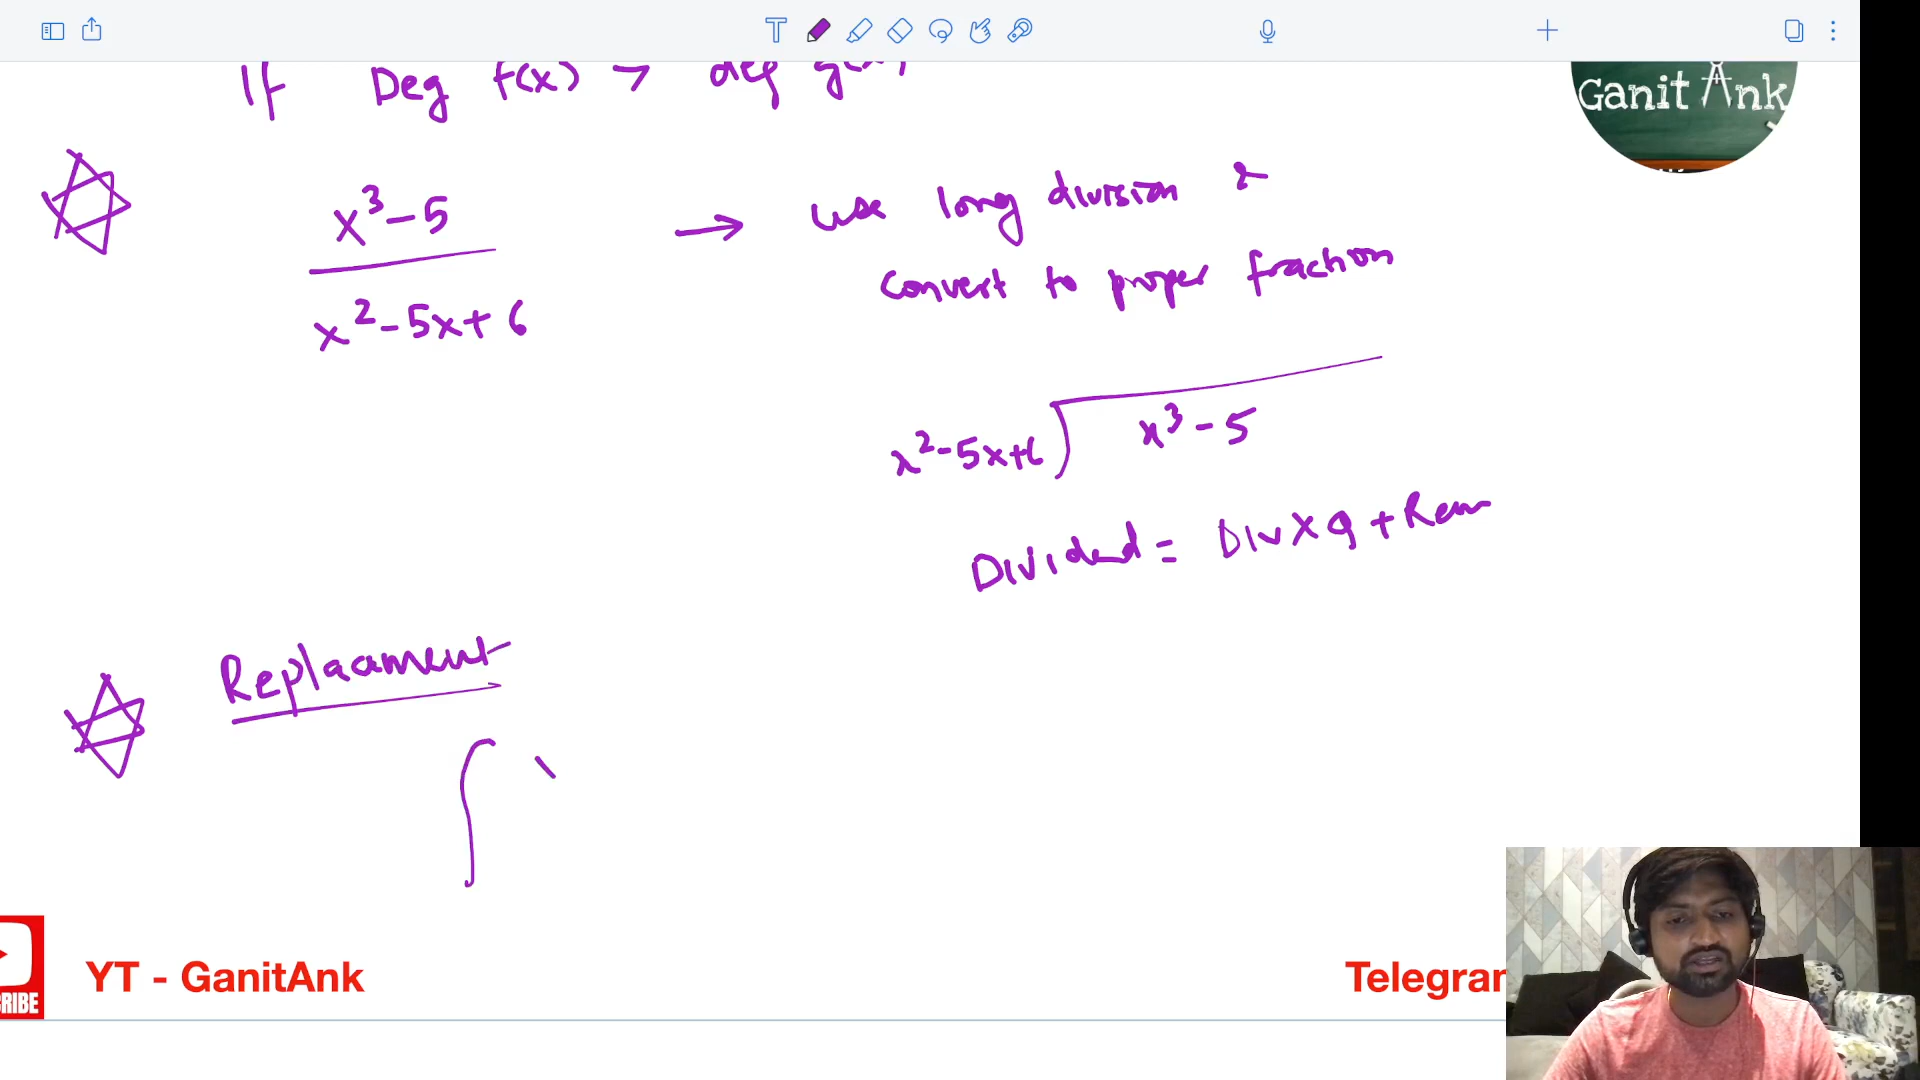 If Deg f(x) > deg g(x)
Ganit Ank
x³-5
x²-5x+6
→ use long division &
convert to proper fraction
x²-5x+6 ) x³-5
Dividend = Div x Q + Rem
Replacement
∫
RIBE
YT - GanitAnk
Telegra